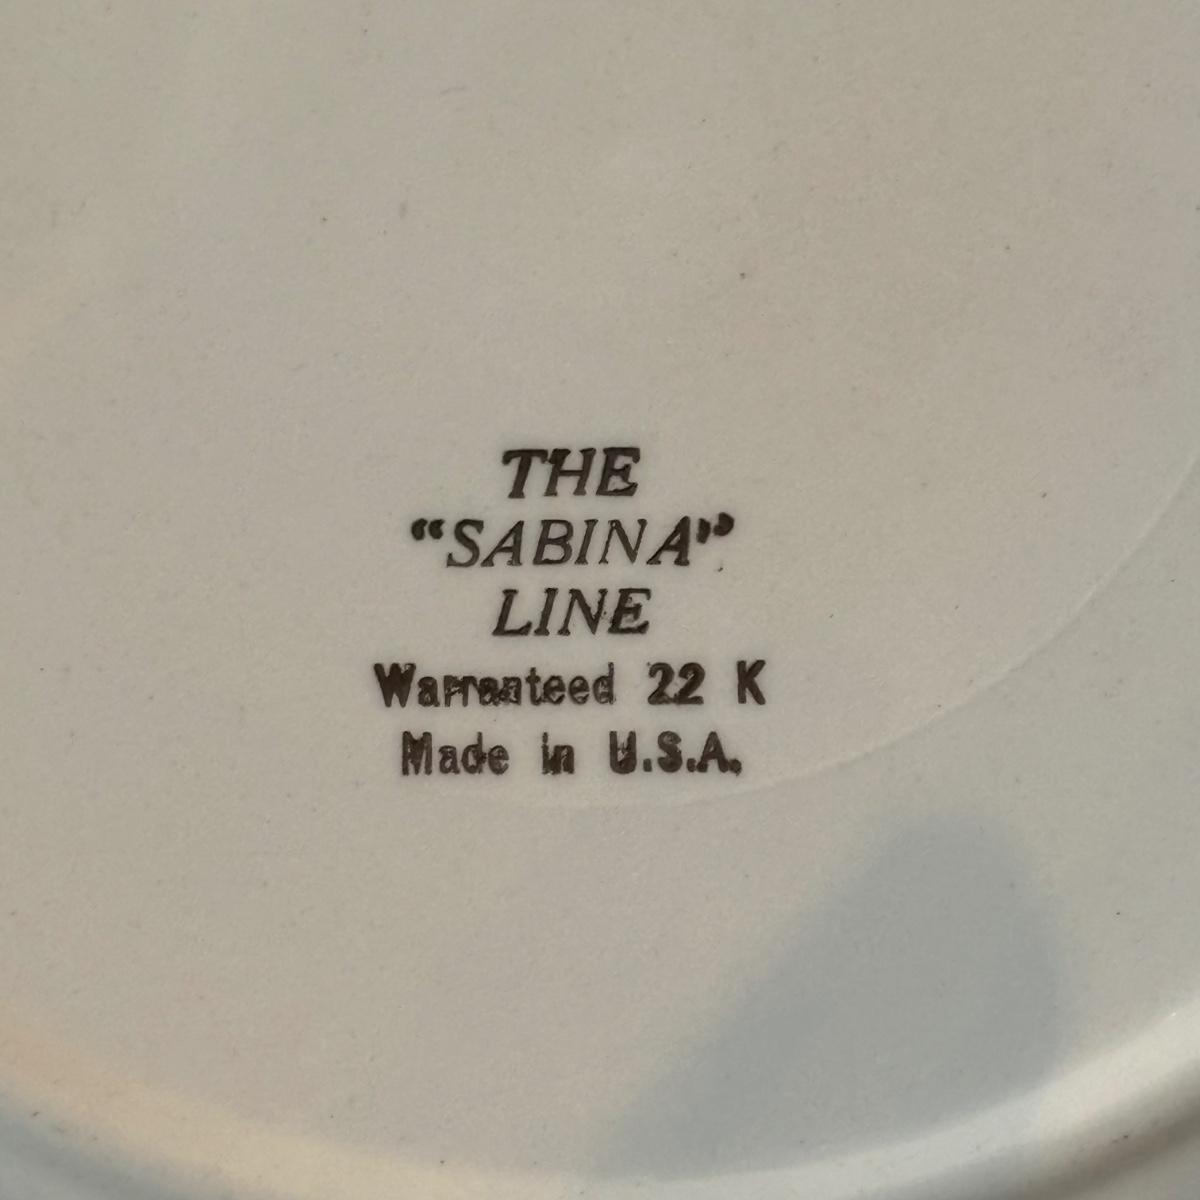 THE
“SABINA”
LINE
Warranteed 22 K
Made in U.S.A.